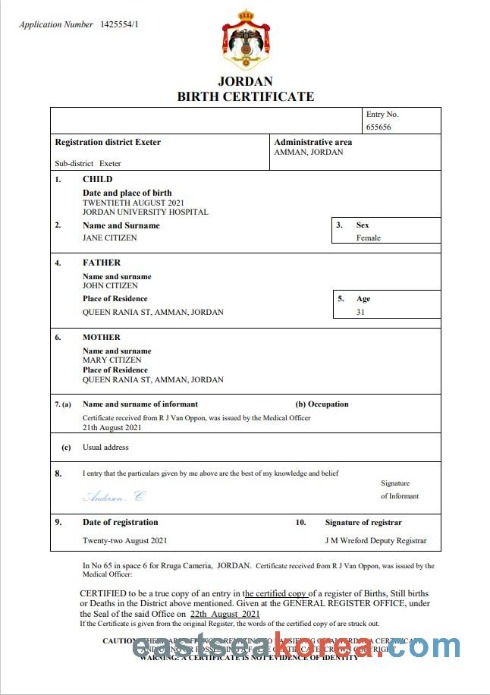 Application Number 1425554/1
JORDAN
BIRTH CERTIFICATE
Entry No.
655656
Registration district Exeter
Administrative area
AMMAN, JORDAN
Sub-district Exeter
1. CHILD
Date and place of birth
TWENTIETH AUGUST 2021
JORDAN UNIVERSITY HOSPITAL
2. Name and Surname
3. Sex
JANE CITIZEN
Female
4. FATHER
Name and surname
JOHN CITIZEN
Place of Residence
5. Age
QUEEN RANIA ST, AMMAN, JORDAN
31
6. MOTHER
Name and surname
MARY CITIZEN
Place of Residence
QUEEN RANIA ST, AMMAN, JORDAN
7. (a) Name and surname of informant
(b) Occupation
Certificate received from R J Van Oppon, was issued by the Medical Officer
21th August 2021
(c) Usual address
8. I entry that the particulars given by me above are the best of my knowledge and belief
Signature
of Informant
Anderson. C
9. Date of registration
10. Signature of registrar
Twenty-two August 2021
J M Wreford Deputy Registrar
In No 65 in space 6 for Rruga Cameria, JORDAN. Certificate received from R J Van Oppon, was issued by the
Medical Officer:
CERTIFIED to be a true copy of an entry in the certified copy of a register of Births, Still births
or Deaths in the District above mentioned. Given at the GENERAL REGISTER OFFICE, under
the Seal of the said Office on 22th August 2021
If the Certificate is given from the original Register, the words of the certified copy are struck out.
CAUTION: THERE ARE OFFENCES RELATING TO FALSIFYING OR ALTERING A CERTIFICATE
eastseakorea.com
WARNING: A CERTIFICATE IS NOT EVIDENCE OF IDENTITY